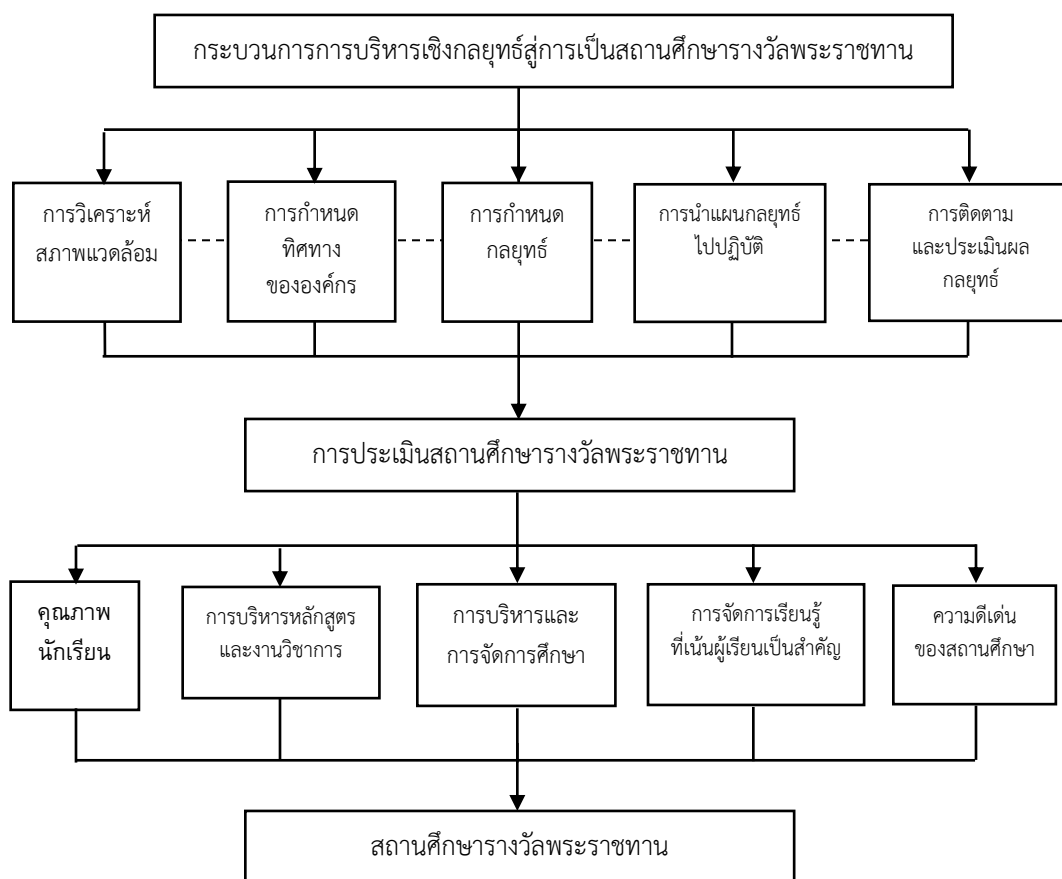 กระบวนการการบริหารเชิงกลยุทธ์สู่การเป็นสถานศึกษารางวัลพระราชทาน
การวิเคราะห์
สภาพแวดล้อม
การกำหนด
ทิศทาง
ขององค์กร
การกำหนด
กลยุทธ์
การนำแผนกลยุทธ์
ไปปฏิบัติ
การติดตาม
และประเมินผล
กลยุทธ์
การประเมินสถานศึกษารางวัลพระราชทาน
คุณภาพ
นักเรียน
การบริหารหลักสูตร
และงานวิชาการ
การบริหารและ
การจัดการศึกษา
การจัดการเรียนรู้
ที่เน้นผู้เรียนเป็นสำคัญ
ความดีเด่น
ของสถานศึกษา
สถานศึกษารางวัลพระราชทาน